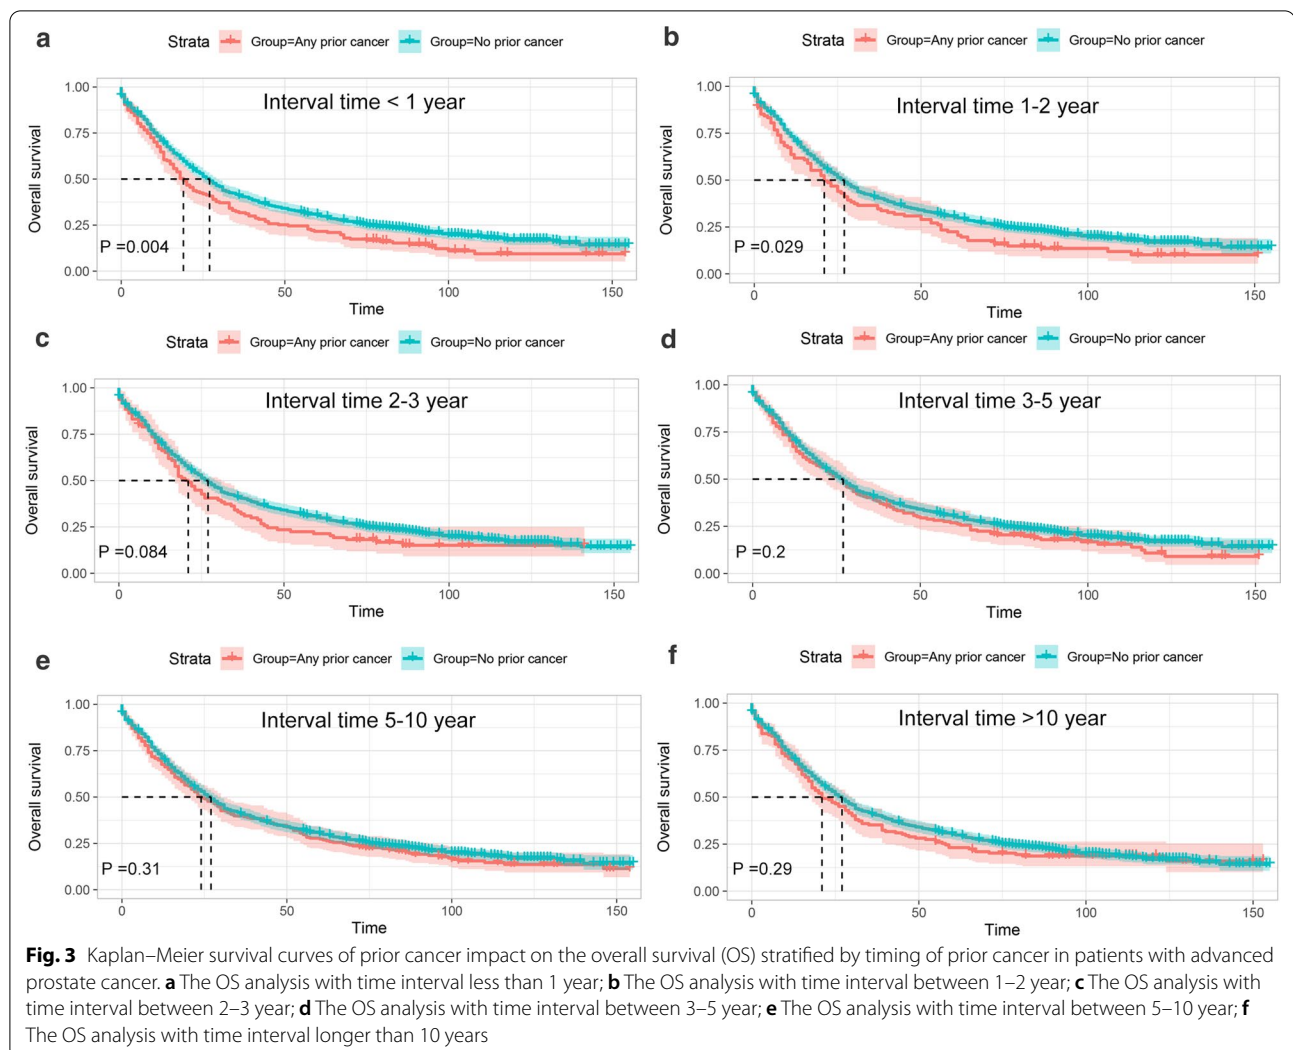 a
Strata Group=Any prior cancer Group=No prior cancer
Interval time < 1 year
Overall survival
1.00
0.75
0.50
0.25
0.00
P =0.004
0 50 100 150
Time
b
Strata Group=Any prior cancer Group=No prior cancer
Interval time 1-2 year
Overall survival
1.00
0.75
0.50
0.25
0.00
P =0.029
0 50 100 150
Time
c
Strata Group=Any prior cancer Group=No prior cancer
Interval time 2-3 year
Overall survival
1.00
0.75
0.50
0.25
0.00
P =0.084
0 50 100 150
Time
d
Strata Group=Any prior cancer Group=No prior cancer
Interval time 3-5 year
Overall survival
1.00
0.75
0.50
0.25
0.00
P =0.2
0 50 100 150
Time
e
Strata Group=Any prior cancer Group=No prior cancer
Interval time 5-10 year
Overall survival
1.00
0.75
0.50
0.25
0.00
P =0.31
0 50 100 150
Time
f
Strata Group=Any prior cancer Group=No prior cancer
Interval time >10 year
Overall survival
1.00
0.75
0.50
0.25
0.00
P =0.29
0 50 100 150
Time
Fig. 3 Kaplan–Meier survival curves of prior cancer impact on the overall survival (OS) stratified by timing of prior cancer in patients with advanced
prostate cancer. a The OS analysis with time interval less than 1 year; b The OS analysis with time interval between 1–2 year; c The OS analysis with
time interval between 2–3 year; d The OS analysis with time interval between 3–5 year; e The OS analysis with time interval between 5–10 year; f
The OS analysis with time interval longer than 10 years